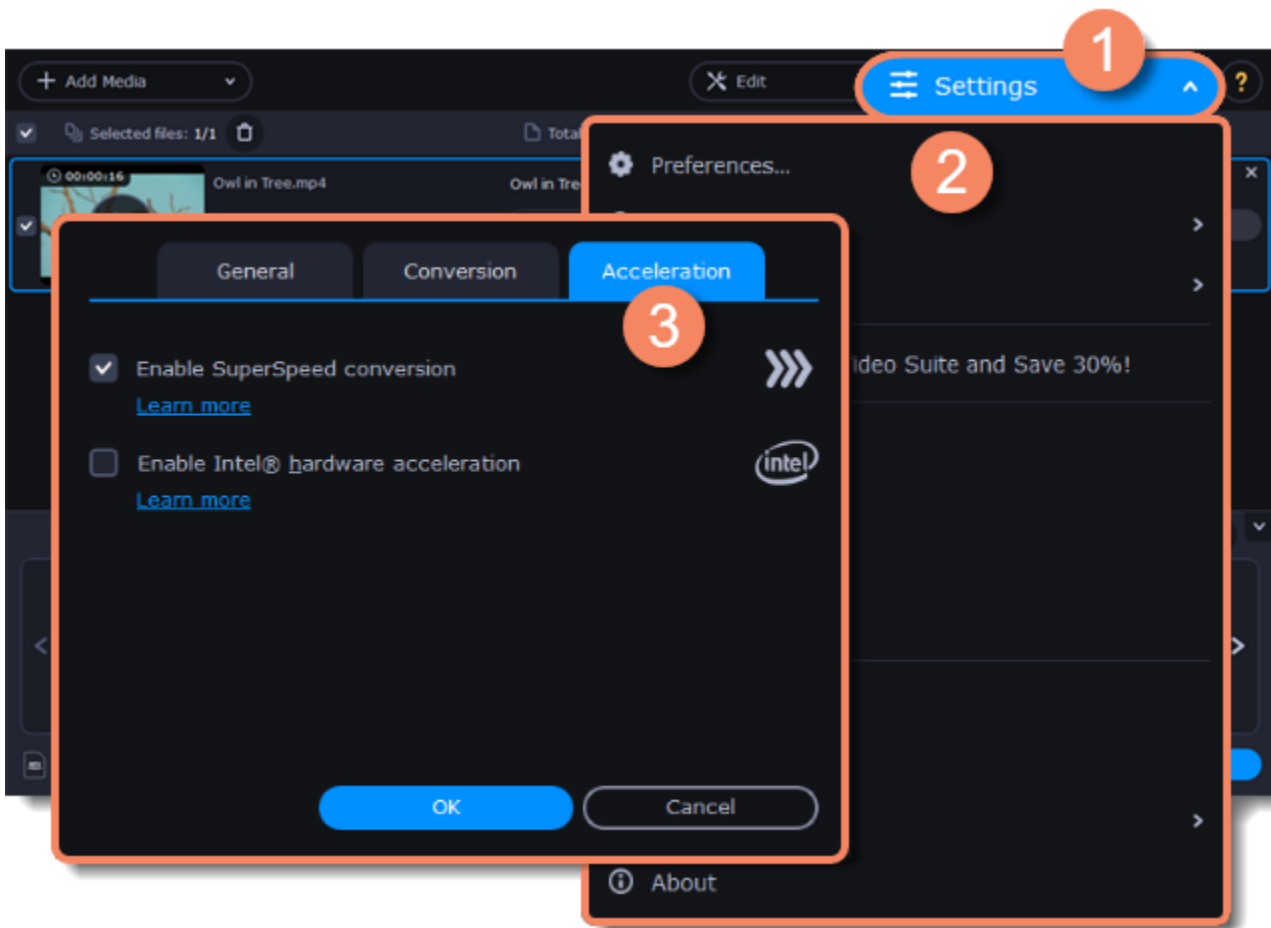 1
+ Add Media
Edit
Settings
?
Selected files: 1/1
Total
2
Preferences...
00:00:16
Owl in Tree.mp4
Owl in Tre
General
Conversion
Acceleration
3
Enable SuperSpeed conversion
Learn more
ideo Suite and Save 30%!
Enable Intel® hardware acceleration
intel
Learn more
OK
Cancel
About